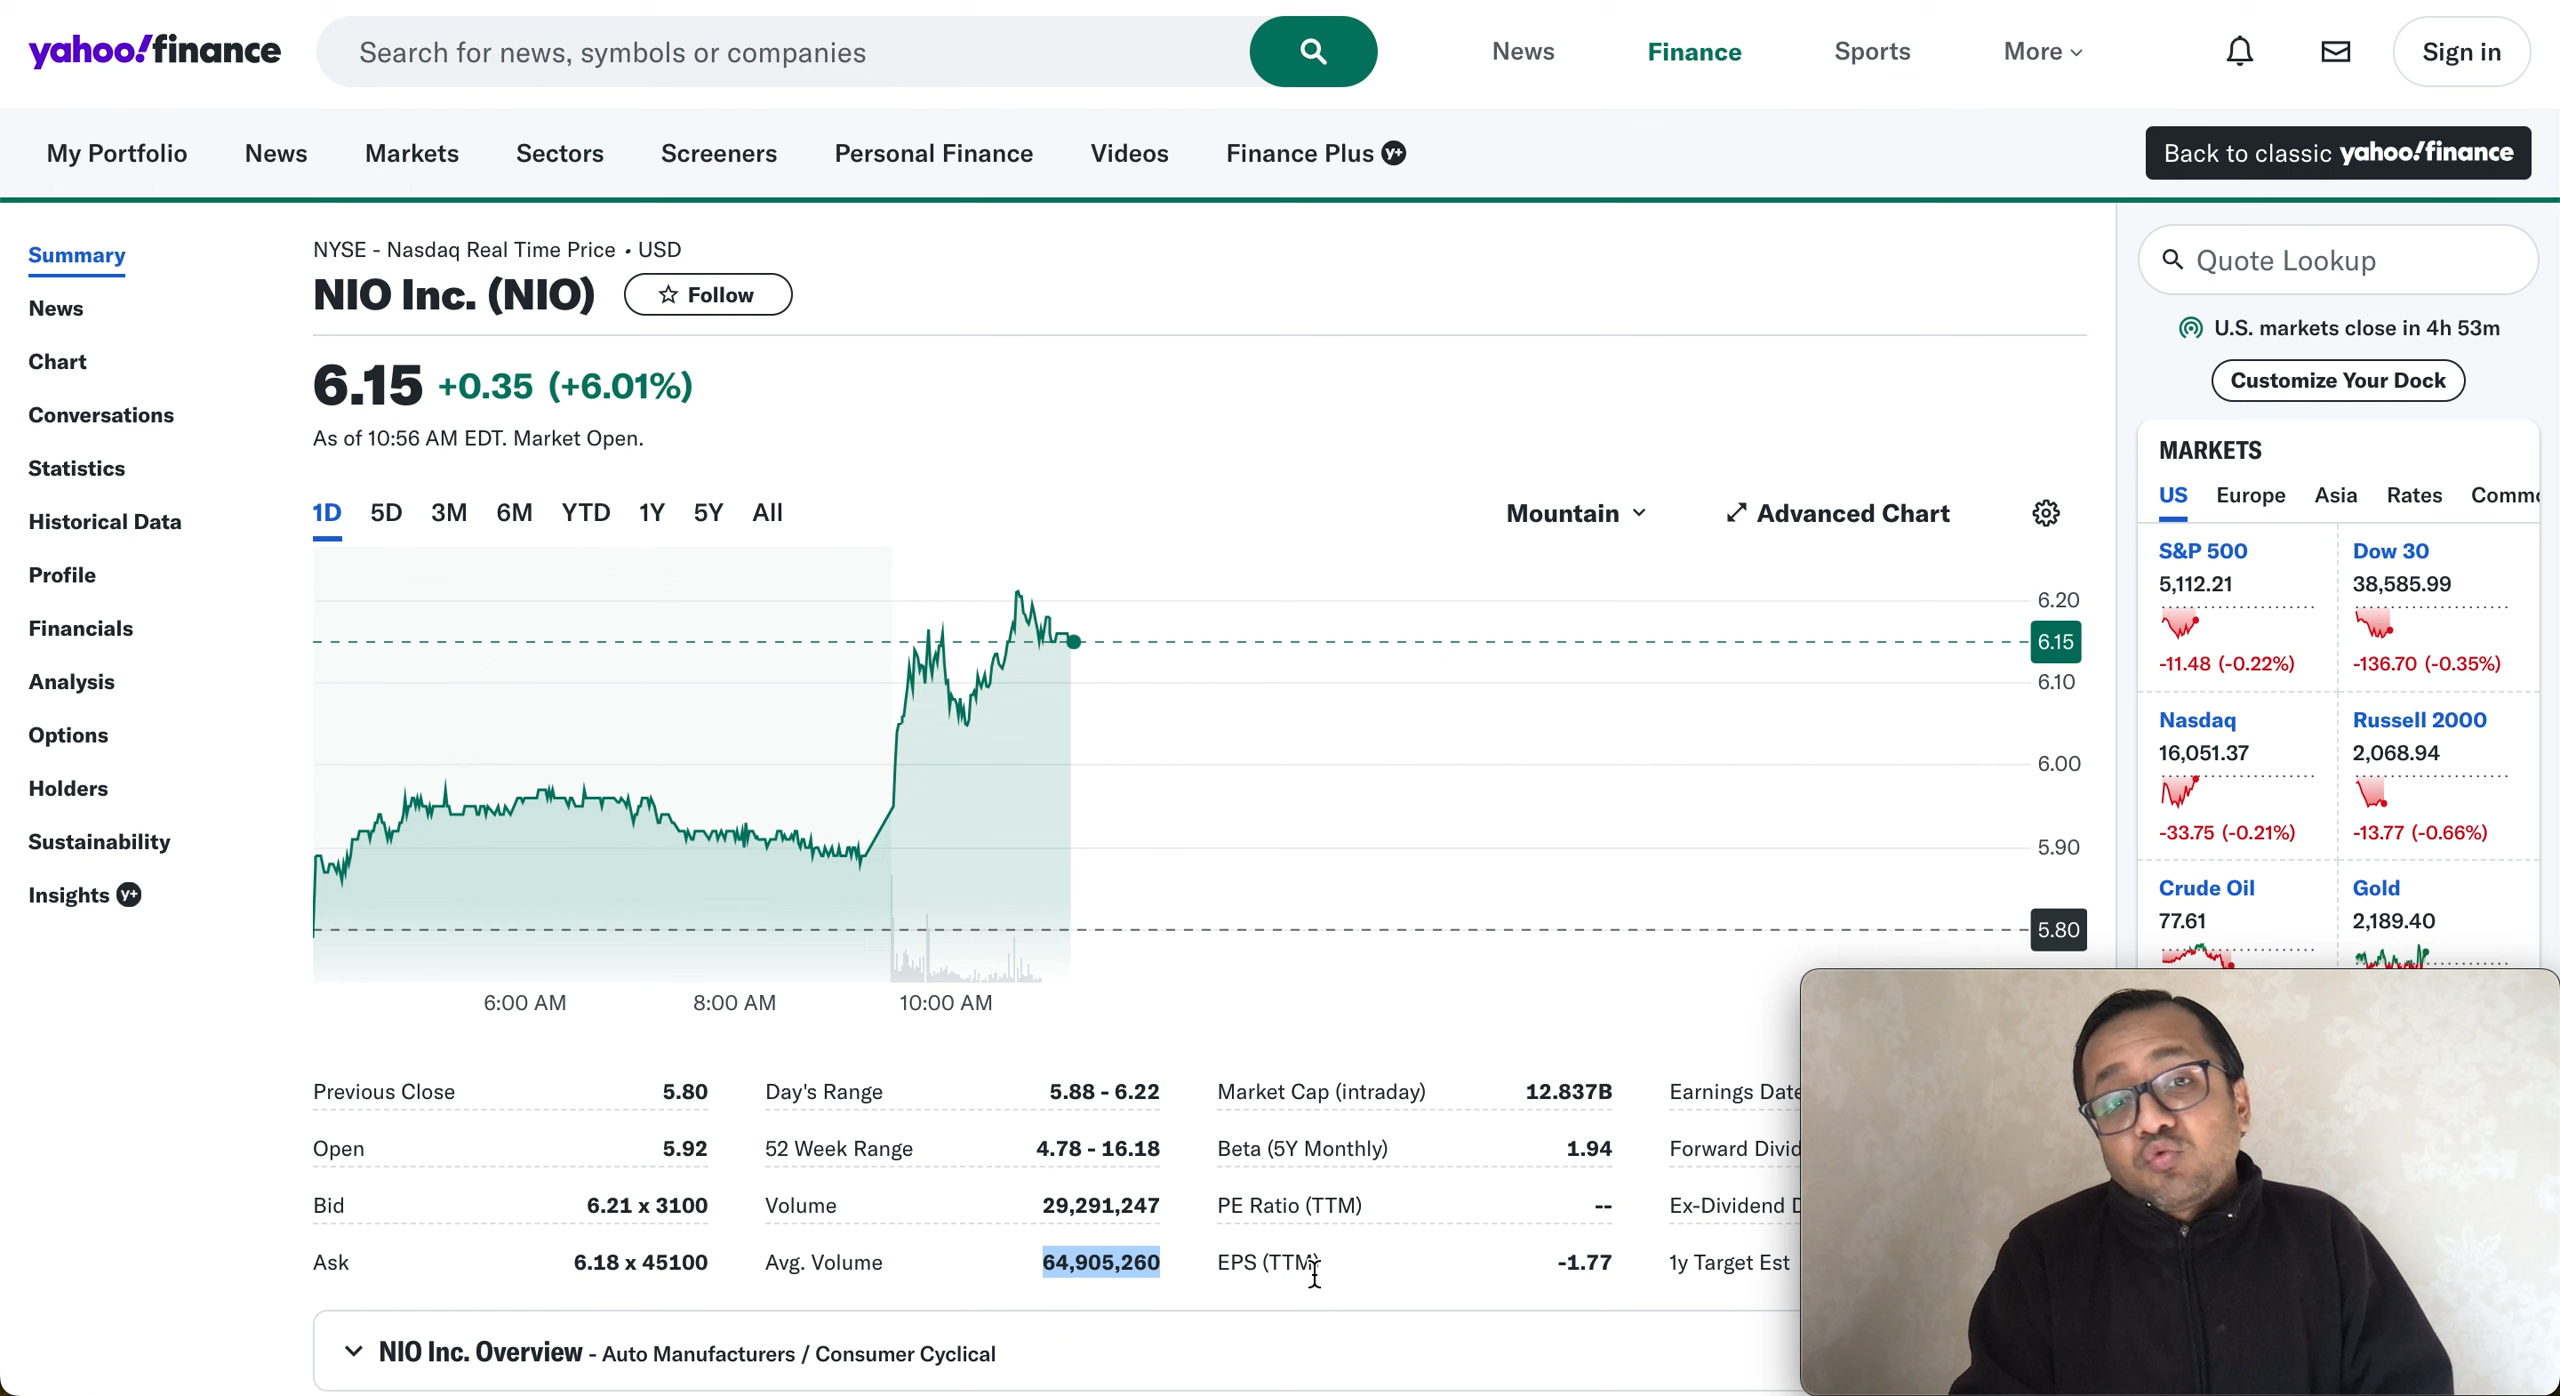 yahoo!finance
Search for news, symbols or companies
News
Finance
Sports
More
Sign in
My Portfolio
News
Markets
Sectors
Screeners
Personal Finance
Videos
Finance Plus y+
Back to classic yahoo!finance
Summary
News
Chart
Conversations
Statistics
Historical Data
Profile
Financials
Analysis
Options
Holders
Sustainability
Insights y+
NYSE - Nasdaq Real Time Price • USD
NIO Inc. (NIO)
Follow
6.15 +0.35 (+6.01%)
As of 10:56 AM EDT. Market Open.
1D 5D 3M 6M YTD 1Y 5Y All
Mountain
Advanced Chart
6.20
6.15
6.10
6.00
5.90
5.80
6:00 AM 8:00 AM 10:00 AM
Previous Close 5.80
Open 5.92
Bid 6.21 x 3100
Ask 6.18 x 45100
Day's Range 5.88 - 6.22
52 Week Range 4.78 - 16.18
Volume 29,291,247
Avg. Volume 64,905,260
Market Cap (intraday) 12.837B
Beta (5Y Monthly) 1.94
PE Ratio (TTM) --
EPS (TTM) -1.77
Earnings Date
Forward Divid
Ex-Dividend D
1y Target Est
NIO Inc. Overview - Auto Manufacturers / Consumer Cyclical
Quote Lookup
U.S. markets close in 4h 53m
Customize Your Dock
MARKETS
US Europe Asia Rates Commo
S&P 500
5,112.21
-11.48 (-0.22%)
Dow 30
38,585.99
-136.70 (-0.35%)
Nasdaq
16,051.37
-33.75 (-0.21%)
Russell 2000
2,068.94
-13.77 (-0.66%)
Crude Oil
77.61
Gold
2,189.40